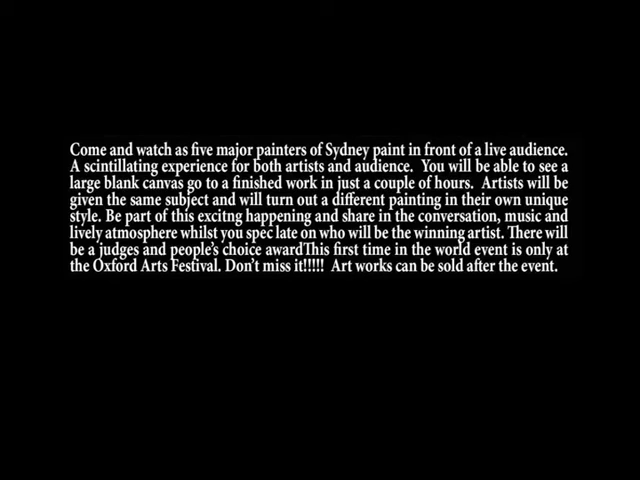 Come and watch as five major painters of Sydney paint in front of a live audience.
A scintillating experience for both artists and audience.  You will be able to see a
large blank canvas go to a finished work in just a couple of hours.  Artists will be
given the same subject and will turn out a different painting in their own unique
style. Be part of this excitng happening and share in the conversation, music and
lively atmosphere whilst you spec late on who will be the winning artist. There will
be a judges and people's choice awardThis first time in the world event is only at
the Oxford Arts Festival. Don't miss it!!!!!  Art works can be sold after the event.